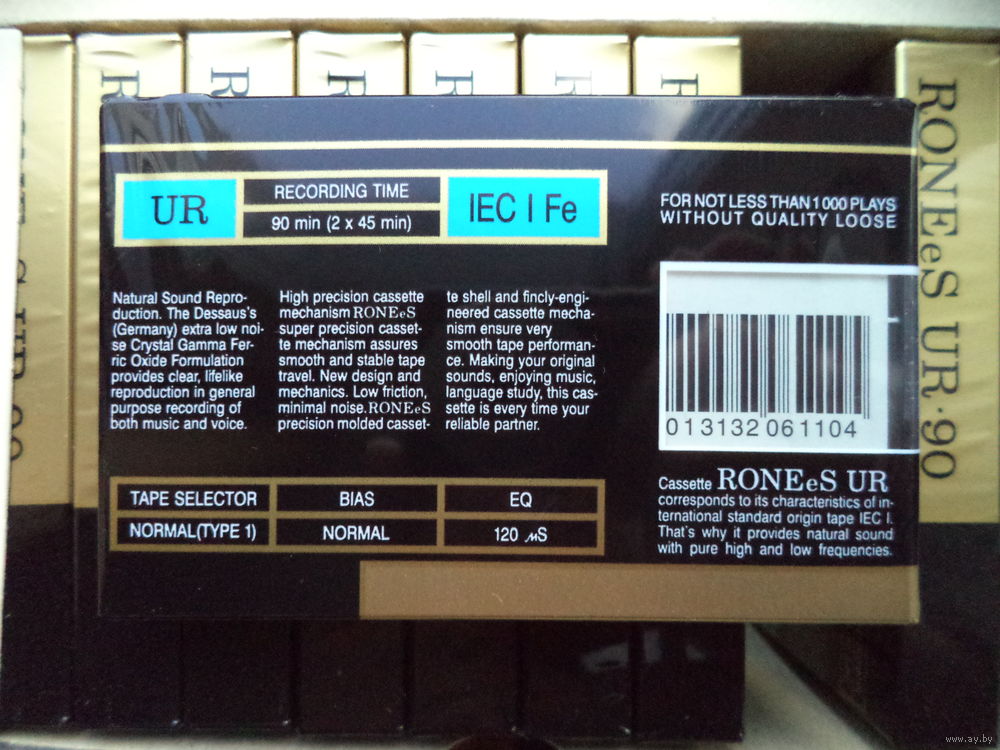 UR
RECORDING TIME
90 min (2 x 45 min)
IEC I Fe
FOR NOT LESS THAN 1000 PLAYS
WITHOUT QUALITY LOOSE
Natural Sound Repro-
duction. The Dessaus's
(Germany) extra low noi-
se Crystal Gamma Fer-
ric Oxide Formulation
provides clear, lifelike
reproduction in general
purpose recording of
both music and voice.
High precision cassette
mechanism RONEeS
super precision casset-
te mechanism assures
smooth and stable tape
travel. New design and
mechanics. Low friction,
minimal noise. RONEeS
precision molded casset-
te shell and fincly-engi-
neered cassette mecha-
nism ensure very
smooth tape performan-
ce. Making your original
sounds, enjoying music,
language study, this cas-
sette is every time your
reliable partner.
013132061104
TAPE SELECTOR
BIAS
EQ
NORMAL(TYPE 1)
NORMAL
120 мS
Cassette RONEeS UR
corresponds to its characteristics of in-
ternational standard origin tape IEC I.
That's why it provides natural sound
with pure high and low frequencies.
RONEeS UR·90
R
R
R
R
R
R
www.ay.by